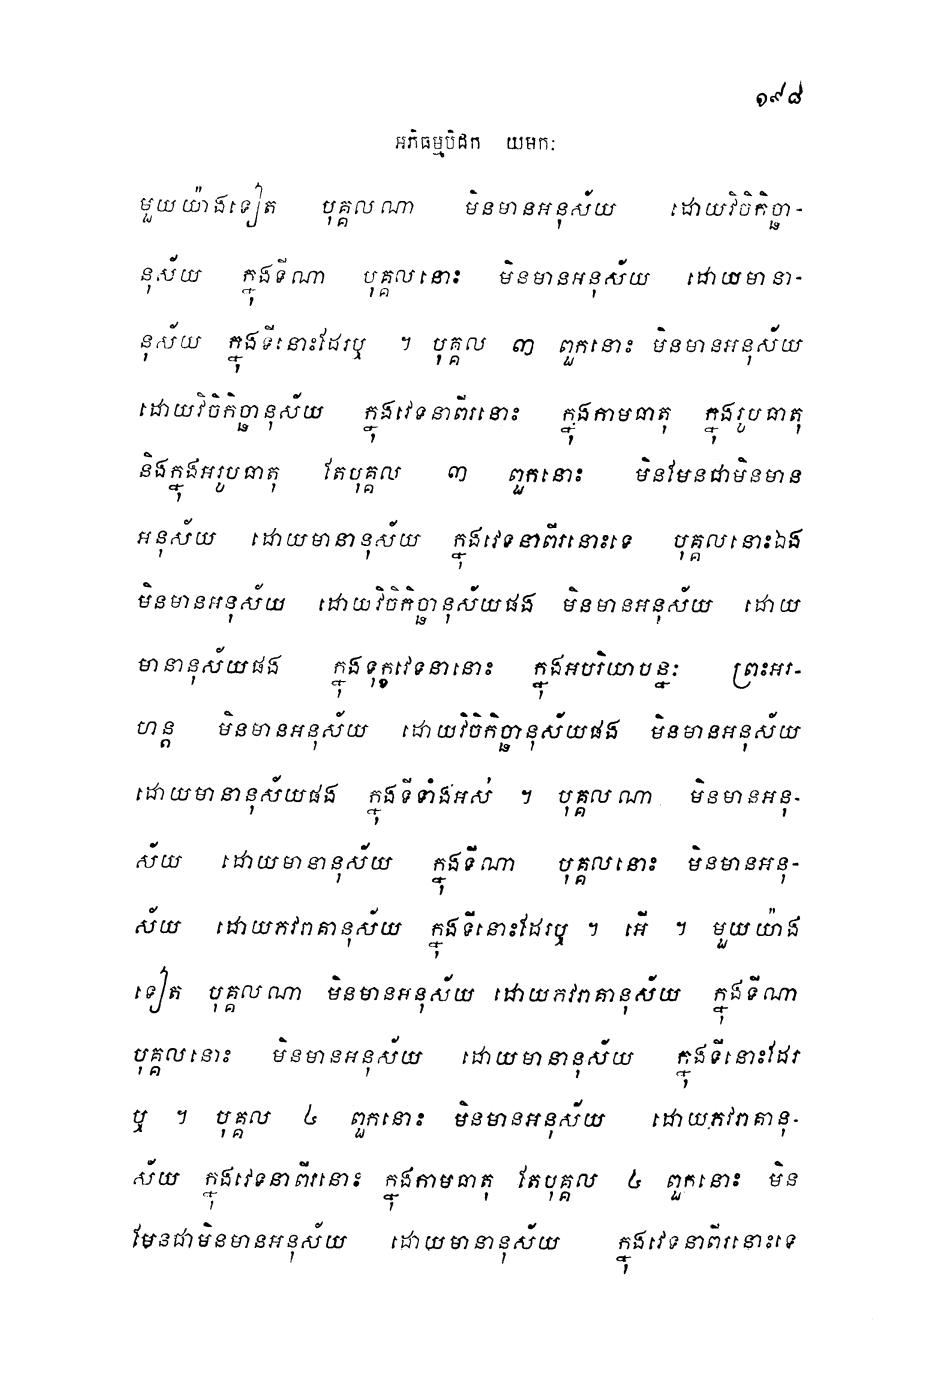 ១៩៨
អភិធម្មបិដក យមកៈ
មួយយ៉ាងទៀត បុគ្គលណា មិនមានអនុស័យ ដោយវិចិកិច្ឆា-
នុស័យ ក្នុងទីណា បុគ្គលនោះ មិនមានអនុស័យ ដោយមានា-
នុស័យ ក្នុងទីនោះដែរឬ ។ បុគ្គល ៣ ពួកនោះ មិនមានអនុស័យ
ដោយវិចិកិច្ឆានុស័យ ក្នុងវេទនាពីរនោះ ក្នុងកាមធាតុ ក្នុងរូបធាតុ
និងក្នុងអរូបធាតុ តែបុគ្គល ៣ ពួកនោះ មិនមែនជាមិនមាន
អនុស័យ ដោយមានានុស័យ ក្នុងវេទនាពីរនោះទេ បុគ្គលនោះឯង
មិនមានអនុស័យ ដោយវិចិកិច្ឆានុស័យផង មិនមានអនុស័យ ដោយ
មានានុស័យផង ក្នុងទុក្ខវេទនានោះ ក្នុងអបរិយាបន្នៈ ព្រះអរ-
ហន្ត មិនមានអនុស័យ ដោយវិចិកិច្ឆានុស័យផង មិនមានអនុស័យ
ដោយមានានុស័យផង ក្នុងទីទាំងអស់ ។ បុគ្គលណា មិនមានអនុ-
ស័យ ដោយមានានុស័យ ក្នុងទីណា បុគ្គលនោះ មិនមានអនុ-
ស័យ ដោយភវរាគានុស័យ ក្នុងទីនោះដែរឬ ។ អើ ។ មួយយ៉ាង
ទៀត បុគ្គលណា មិនមានអនុស័យ ដោយភវរាគានុស័យ ក្នុងទីណា
បុគ្គលនោះ មិនមានអនុស័យ ដោយមានានុស័យ ក្នុងទីនោះដែរ
ឬ ។ បុគ្គល ៤ ពួកនោះ មិនមានអនុស័យ ដោយភវរាគានុ-
ស័យ ក្នុងវេទនាពីរនោះ ក្នុងកាមធាតុ តែបុគ្គល ៤ ពួកនោះ មិន
មែនជាមិនមានអនុស័យ ដោយមានានុស័យ ក្នុងវេទនាពីរនោះទេ